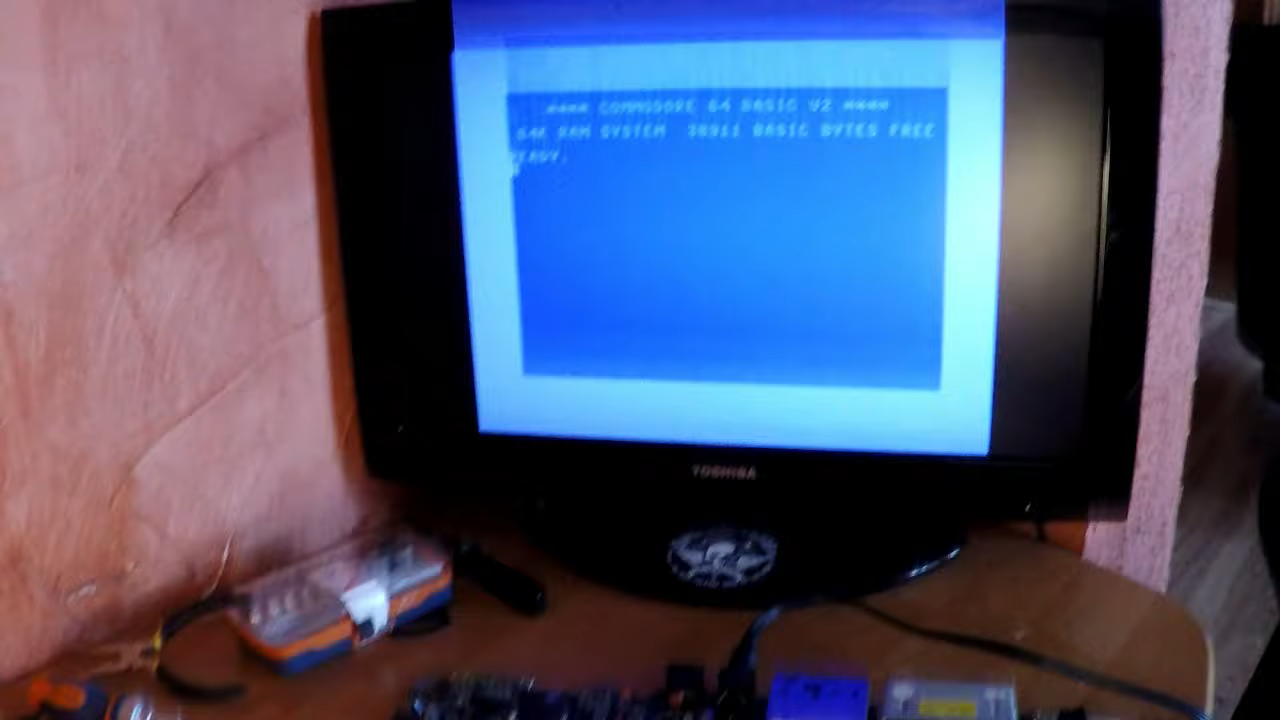 **** COMMODORE 64 BASIC V2 ****
64K RAM SYSTEM 38911 BASIC BYTES FREE
READY.
TOSHIBA